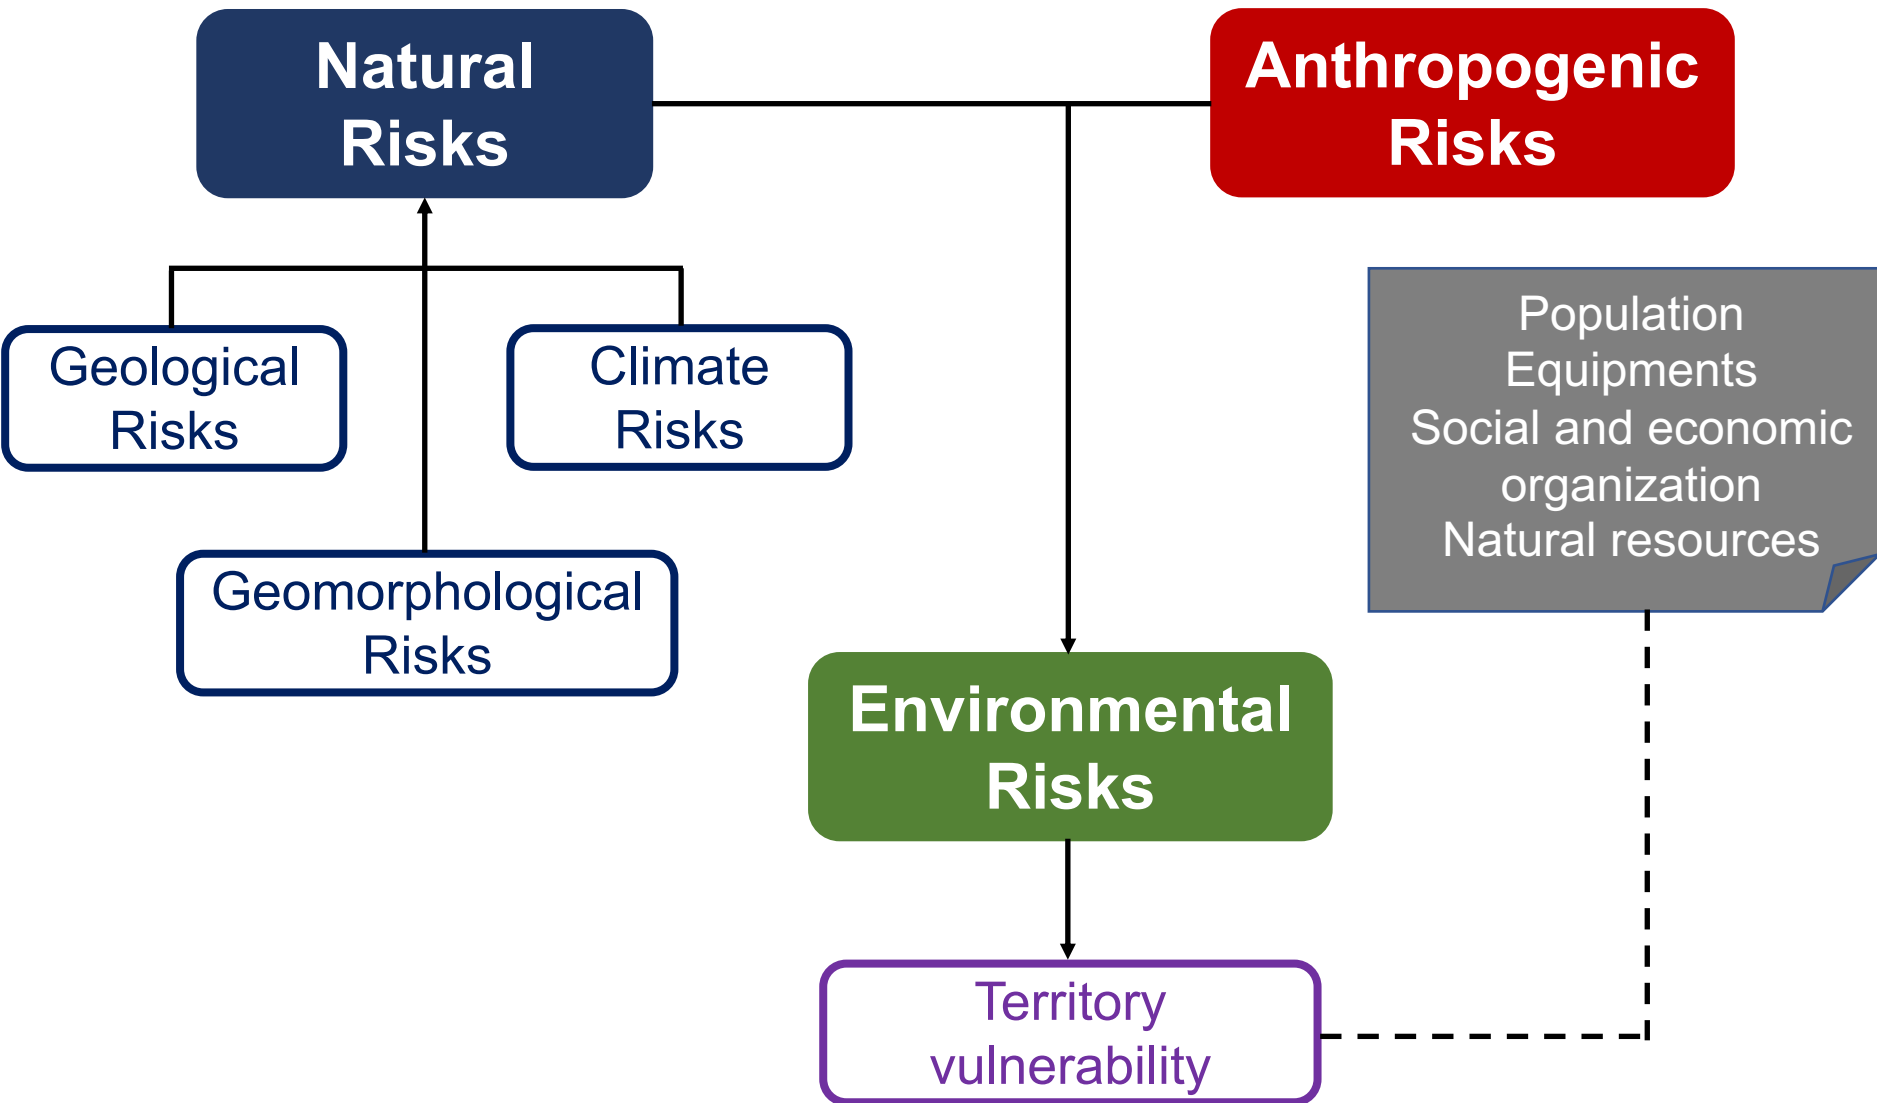 Natural
Risks
Anthropogenic
Risks
Geological
Risks
Climate
Risks
Geomorphological
Risks
Population
Equipments
Social and economic
organization
Natural resources
Environmental
Risks
Territory
vulnerability